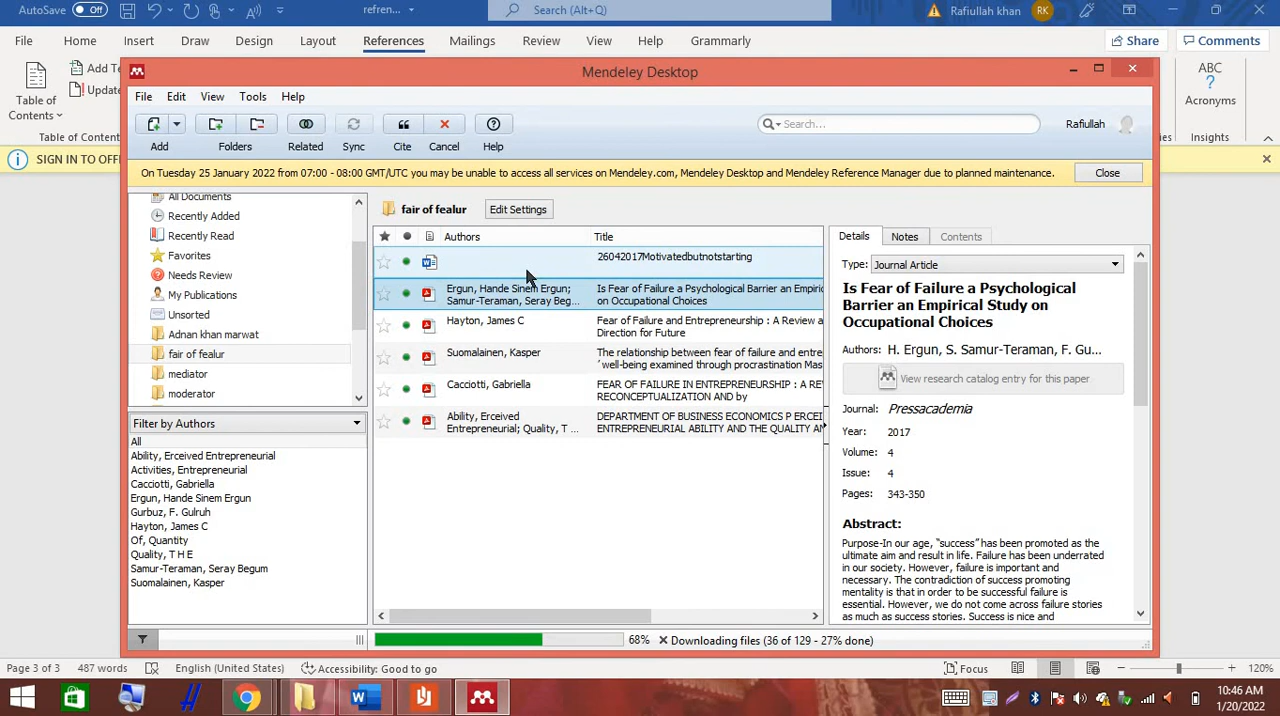 AutoSave Off refren... Search (Alt+Q) Rafiullah khan RK
File Home Insert Draw Design Layout References Mailings Review View Help Grammarly Share Comments
Table of Contents
Add Te
Update
Table of Content
ABC
?
Acronyms
ies Insights
SIGN IN TO OFFI
Mendeley Desktop
File Edit View Tools Help
Add Folders Related Sync Cite Cancel Help
Search...
Rafiullah
On Tuesday 25 January 2022 from 07:00 - 08:00 GMT/UTC you may be unable to access all services on Mendeley.com, Mendeley Desktop and Mendeley Reference Manager due to planned maintenance. Close
All Documents
Recently Added
Recently Read
Favorites
Needs Review
My Publications
Unsorted
Adnan khan marwat
fair of fealur
mediator
moderator
Filter by Authors
All
Ability, Erceived Entrepreneurial
Activities, Entrepreneurial
Cacciotti, Gabriella
Ergun, Hande Sinem Ergun
Gurbuz, F. Gulruh
Hayton, James C
Of, Quantity
Quality, T H E
Samur-Teraman, Seray Begum
Suomalainen, Kasper
fair of fealur Edit Settings
Authors Title
26042017Motivatedbutnotstarting
Ergun, Hande Sinem Ergun; Is Fear of Failure a Psychological Barrier an Empiric
Samur-Teraman, Seray Beg... on Occupational Choices
Hayton, James C Fear of Failure and Entrepreneurship : A Review a
Direction for Future
Suomalainen, Kasper The relationship between fear of failure and entrep
´well-being examined through procrastination Mas
Cacciotti, Gabriella FEAR OF FAILURE IN ENTREPRENEURSHIP : A RE
RECONCEPTUALIZATION AND by
Ability, Erceived DEPARTMENT OF BUSINESS ECONOMICS P ERCEI
Entrepreneurial; Quality, T ... ENTREPRENEURIAL ABILITY AND THE QUALITY AN
68% Downloading files (36 of 129 - 27% done)
Details Notes Contents
Type: Journal Article
Is Fear of Failure a Psychological
Barrier an Empirical Study on
Occupational Choices
Authors: H. Ergun, S. Samur-Teraman, F. Gu...
View research catalog entry for this paper
Journal: Pressacademia
Year: 2017
Volume: 4
Issue: 4
Pages: 343-350
Abstract:
Purpose-In our age, “success” has been promoted as the
ultimate aim and result in life. Failure has been underrated
in our society. However, failure is important and
necessary. The contradiction of success promoting
mentality is that in order to be successful failure is
essential. However, we do not come across failure stories
as much as success stories. Success is nice and
Page 3 of 3 487 words English (United States) Accessibility: Good to go Focus 120%
10:46 AM
1/20/2022